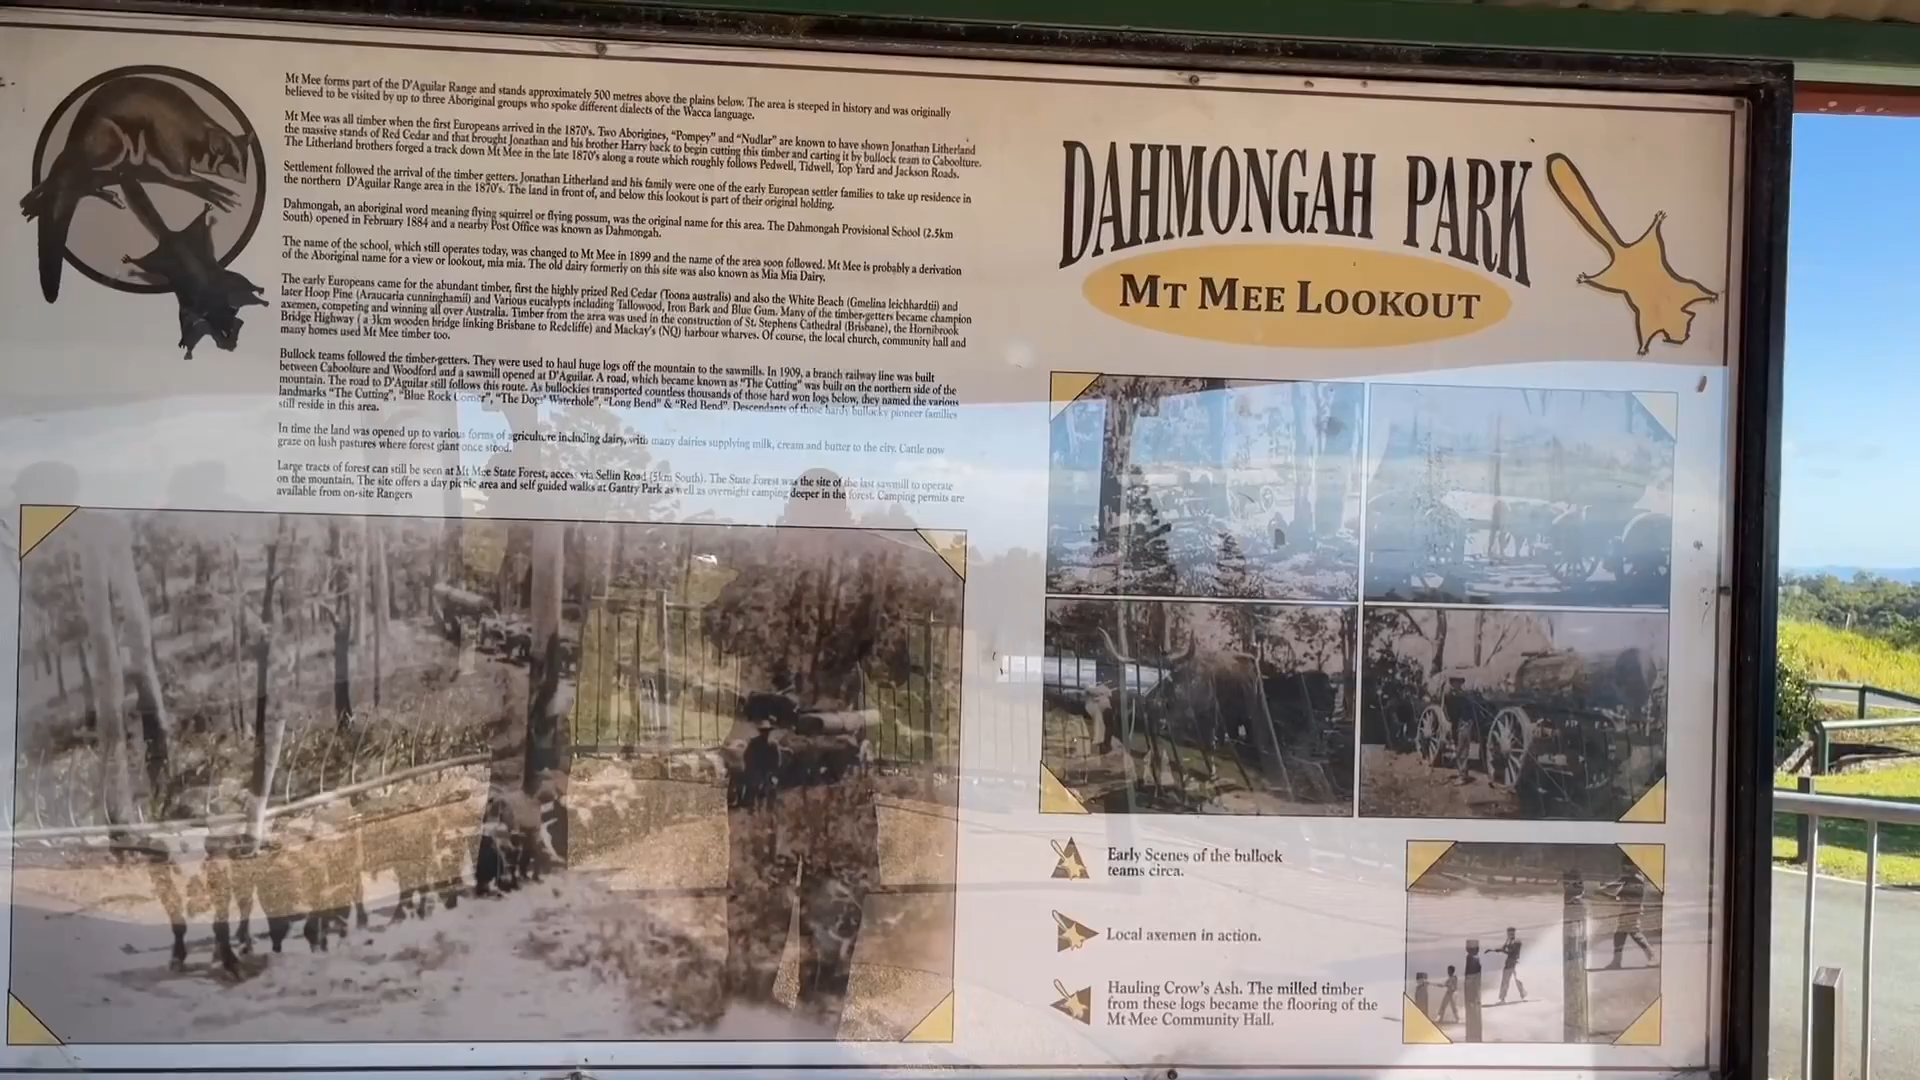 Mt Mee forms part of the D'Aguilar Range and stands approximately 500 metres above the plains below. The area is steeped in history and was originally
believed to be visited by up to three Aboriginal groups who spoke different dialects of the Wacca language.
Mt Mee was all timber when the first Europeans arrived in the 1870's. Two Aborigines, "Pompey" and "Nudlar" are known to have shown Jonathan Litherland
the massive stands of Red Cedar and that brought Jonathan and his brother Harry back to begin cutting this timber and carting it by bullock team to Caboolture.
The Litherland brothers forged a track down Mt Mee in the late 1870's along a route which roughly follows Pedwell, Tidwell, Top Yard and Jackson Roads.
Settlement followed the arrival of the timber getters. Jonathan Litherland and his family were one of the early European settler families to take up residence in
the northern D'Aguilar Range area in the 1870's. The land in front of, and below this lookout is part of their original holding.
Dahmongah, an aboriginal word meaning flying squirrel or flying possum, was the original name for this area. The Dahmongah Provisional School (2.5km
South) opened in February 1884 and a nearby Post Office was known as Dahmongah.
The name of the school, which still operates today, was changed to Mt Mee in 1899 and the name of the area soon followed. Mt Mee is probably a derivation
of the Aboriginal name for a view or lookout, mia mia. The old dairy formerly on this site was also known as Mia Mia Dairy.
The early Europeans came for the abundant timber, first the highly prized Red Cedar (Toona australis) and also the White Beach (Gmelina leichhardtii) and
later Hoop Pine (Araucaria cunninghamii) and Various eucalypts including Tallowood, Iron Bark and Blue Gum. Many of the timber-getters became champion
axemen, competing and winning all over Australia. Timber from the area was used in the construction of St. Stephens Cathedral (Brisbane), the Hornibrook
Bridge Highway ( a 3km wooden bridge linking Brisbane to Redcliffe) and Mackay's (NQ) harbour wharves. Of course, the local church, community hall and
many homes used Mt Mee timber too.
Bullock teams followed the timber-getters. They were used to haul huge logs off the mountain to the sawmills. In 1909, a branch railway line was built
between Caboolture and Woodford and a sawmill opened at D'Aguilar. A road, which became known as "The Cutting" was built on the northern side of the
mountain. The road to D'Aguilar still follows this route. As bullockies transported countless thousands of those hard won logs below, they named the various
landmarks "The Cutting", "Blue Rock Corner", "The Dogs' Waterhole", "Long Bend" & "Red Bend". Descendants of those hardy bullocky pioneer families
still reside in this area.
In time the land was opened up to various forms of agriculture including dairy, with many dairies supplying milk, cream and butter to the city. Cattle now
graze on lush pastures where forest giant once stood.
Large tracts of forest can still be seen at Mt Mee State Forest, access via Sellin Road (5km South). The State Forest was the site of the last sawmill to operate
on the mountain. The site offers a day picnic area and self guided walks at Gantry Park as well as overnight camping deeper in the forest. Camping permits are
available from on-site Rangers
DAHMONGAH PARK
MT MEE LOOKOUT
Early Scenes of the bullock
teams circa.
Local axemen in action.
Hauling Crow's Ash. The milled timber
from these logs became the flooring of the
Mt-Mee Community Hall.